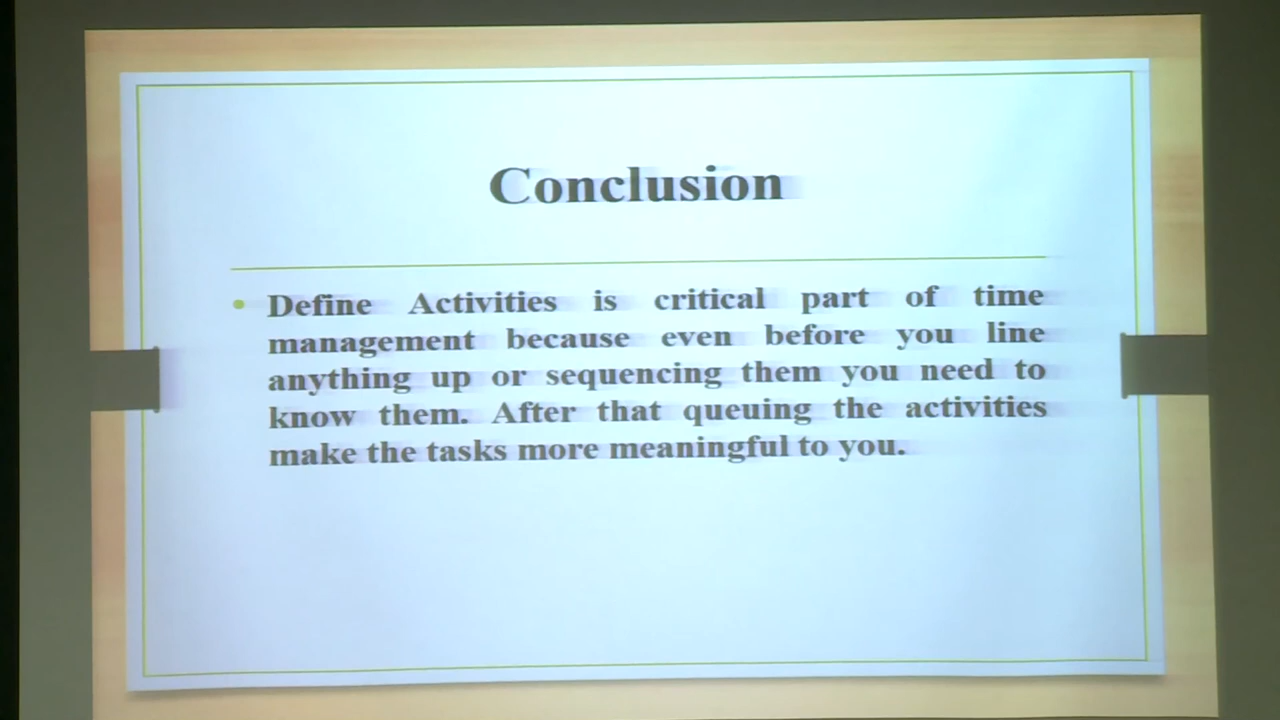 Conclusion
• Define Activities is critical part of time
management because even before you line
anything up or sequencing them you need to
know them. After that queuing the activities
make the tasks more meaningful to you.